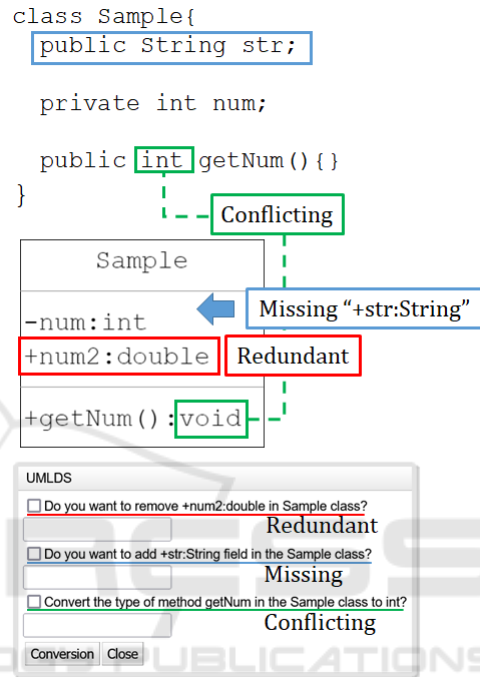 class Sample{
public String str;
private int num;
public int getNum(){}
}
Conflicting
Sample
Missing "+str:String"
-num:int
+num2:double Redundant
+getNum():void
UMLDS
Do you want to remove +num2:double in Sample class?
Redundant
Do you want to add +str:String field in the Sample class?
Missing
Convert the type of method getNum in the Sample class to int?
Conflicting
Conversion Close
PUBLICATIONS